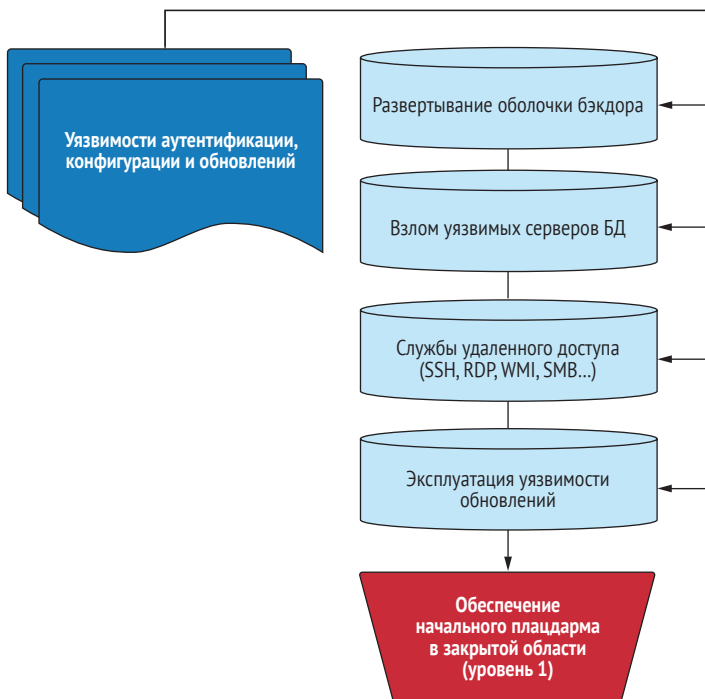 Уязвимости аутентификации,
конфигурации и обновлений
Развертывание оболочки бэкдора
Взлом уязвимых серверов БД
Службы удаленного доступа
(SSH, RDP, WMI, SMB...)
Эксплуатация уязвимости
обновлений
Обеспечение
начального плацдарма
в закрытой области
(уровень 1)